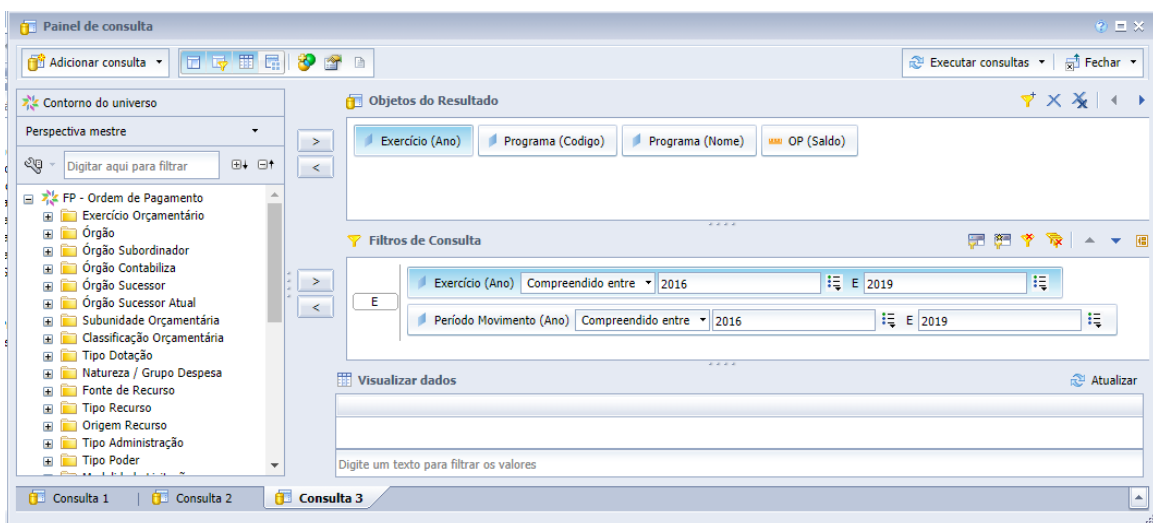 Painel de consulta
Adicionar consulta
Executar consultas
Fechar
Contorno do universo
Perspectiva mestre
Digitar aqui para filtrar
FP - Ordem de Pagamento
Exercício Orçamentário
Órgão
Órgão Subordinador
Órgão Contabiliza
Órgão Sucessor
Órgão Sucessor Atual
Subunidade Orçamentária
Classificação Orçamentária
Tipo Dotação
Natureza / Grupo Despesa
Fonte de Recurso
Tipo Recurso
Origem Recurso
Tipo Administração
Tipo Poder
Objetos do Resultado
Exercício (Ano) Programa (Codigo) Programa (Nome) OP (Saldo)
Filtros de Consulta
E
Exercício (Ano) Compreendido entre 2016 E 2019
Período Movimento (Ano) Compreendido entre 2016 E 2019
Visualizar dados
Atualizar
Digite um texto para filtrar os valores
Consulta 1 Consulta 2 Consulta 3